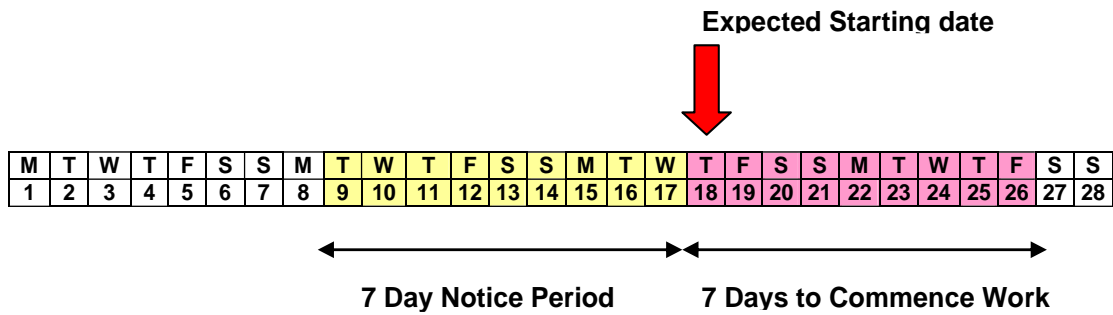 Expected Starting date
M T W T F S S M T W T F S S M T W T F S S M T W T F S S
1 2 3 4 5 6 7 8 9 10 11 12 13 14 15 16 17 18 19 20 21 22 23 24 25 26 27 28
7 Day Notice Period 7 Days to Commence Work